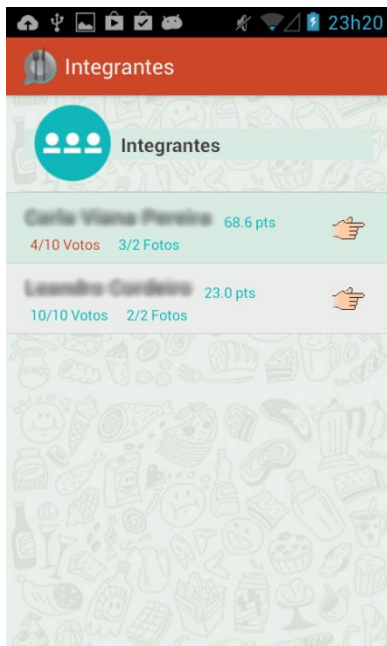 23h20
Integrantes
Integrantes
68.6 pts
4/10 Votos 3/2 Fotos
23.0 pts
10/10 Votos 2/2 Fotos